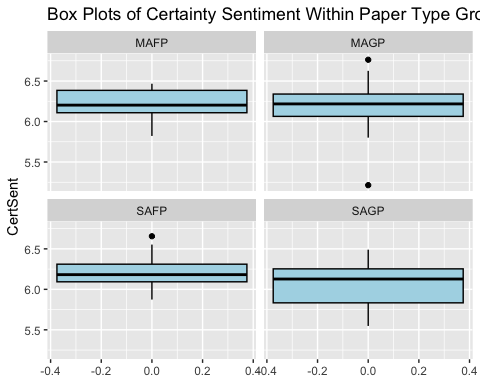 Box Plots of Certainty Sentiment Within Paper Type Gro
MAFP MAGP
6.5
6.0
5.5
CertSent
SAFP SAGP
6.5
6.0
5.5
-0.4 -0.2 0.0 0.2 0.4 -0.4 -0.2 0.0 0.2 0.4